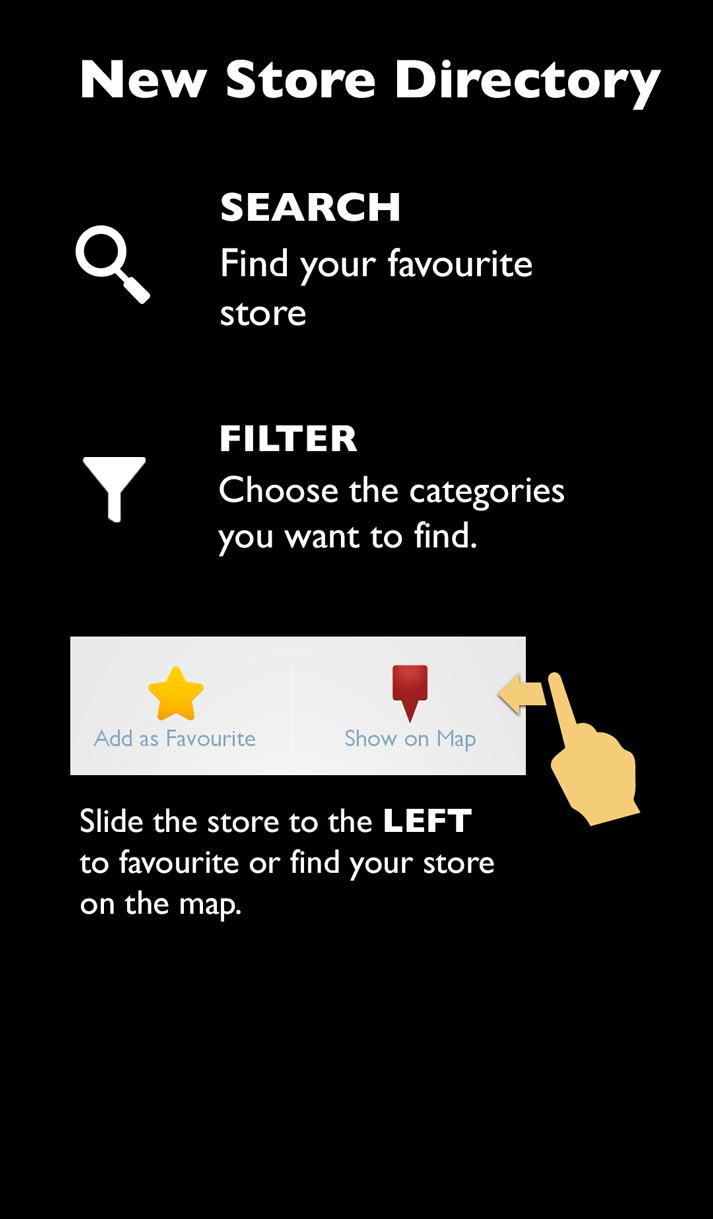 New Store Directory
SEARCH
Find your favourite
store
FILTER
Choose the categories
you want to find.
Add as Favourite
Show on Map
Slide the store to the LEFT
to favourite or find your store
on the map.